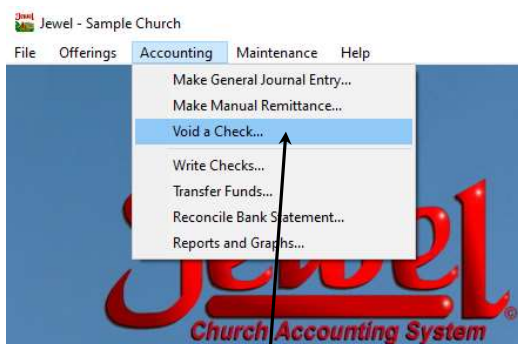 Jewel
Jewel - Sample Church
File Offerings Accounting Maintenance Help
Make General Journal Entry...
Make Manual Remittance...
Void a Check...
Write Checks...
Transfer Funds...
Reconcile Bank Statement...
Reports and Graphs...
Jewel
Church Accounting System